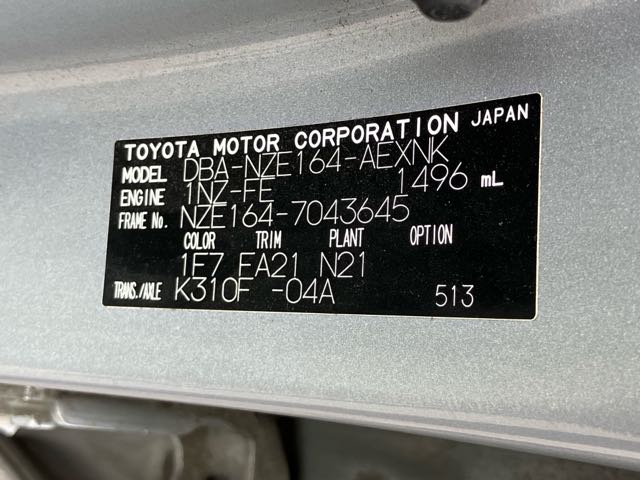 TOYOTA MOTOR CORPORATION JAPAN
MODEL DBA-NZE164-AEXNK
ENGINE 1NZ-FE 1496 mL
FRAME No. NZE164-7043645
COLOR TRIM PLANT OPTION
1F7 FA21 N21
TRANS./AXLE K310F -04A 513